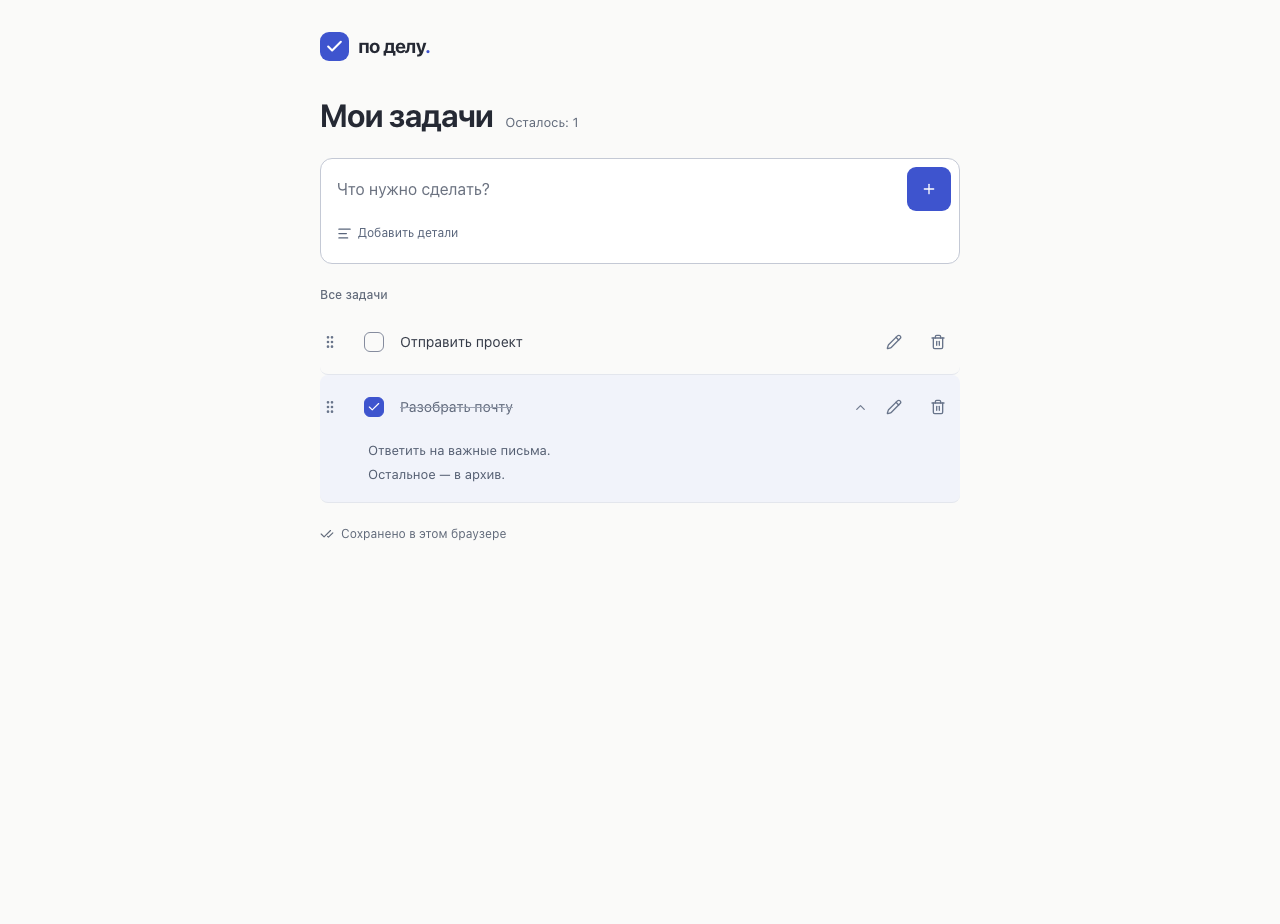 по делу.
Мои задачи
Осталось: 1
Что нужно сделать?
Добавить детали
Все задачи
Отправить проект
Разобрать почту
Ответить на важные письма.
Остальное — в архив.
Сохранено в этом браузере